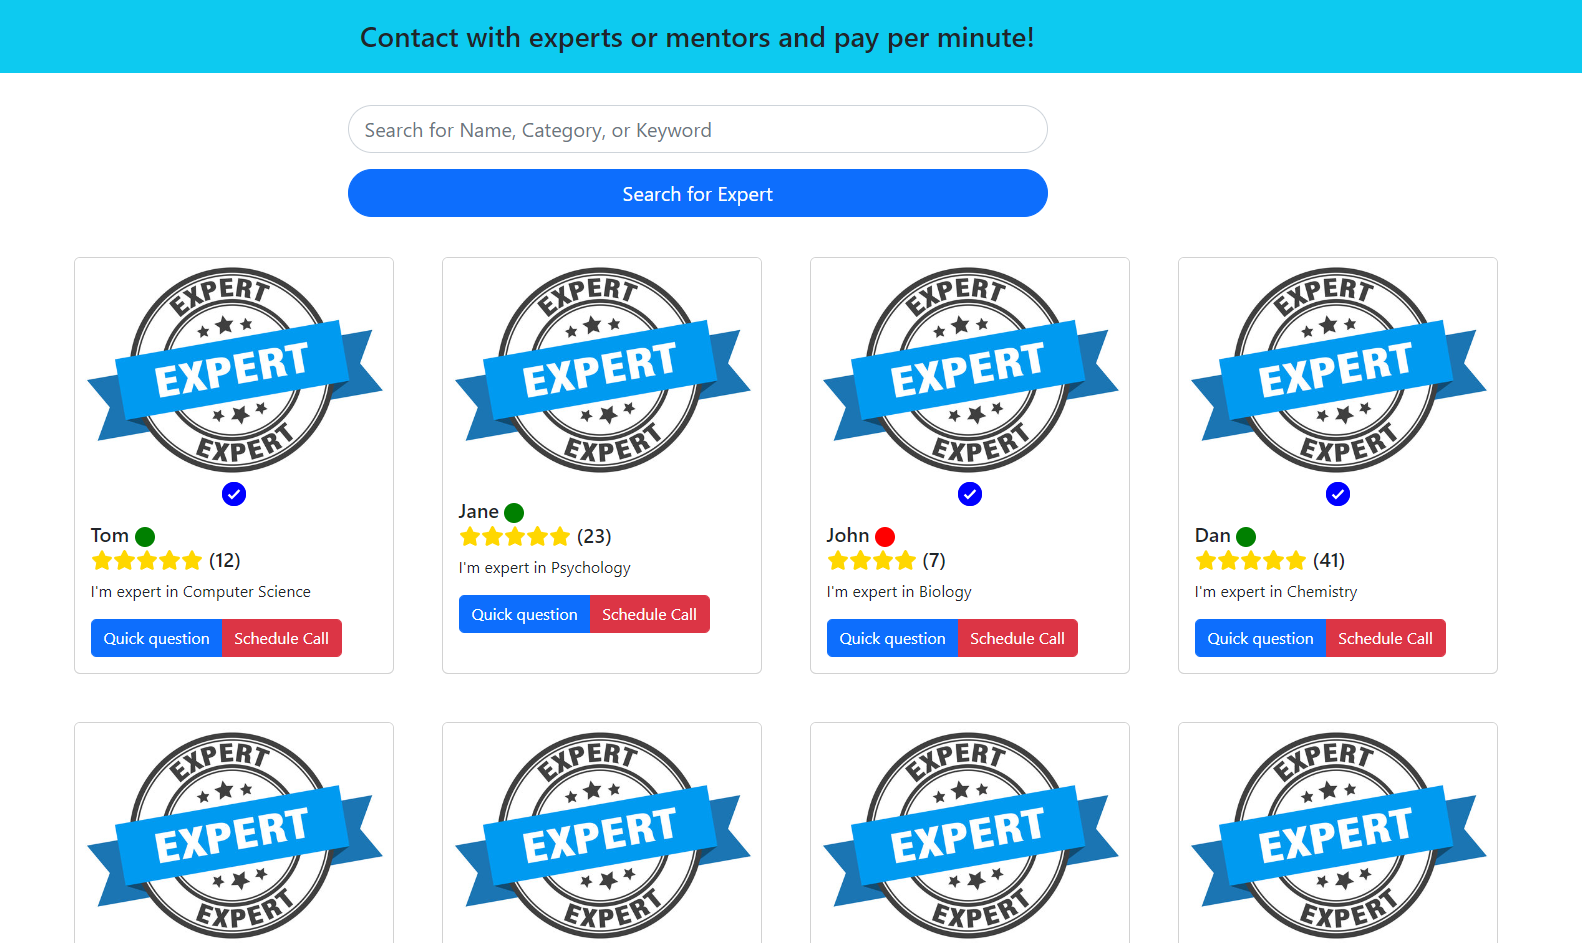 Contact with experts or mentors and pay per minute!
Search for Name, Category, or Keyword
Search for Expert
EXPERT
EXPERT
EXPERT
EXPERT
EXPERT
EXPERT
EXPERT
EXPERT
EXPERT
EXPERT
EXPERT
EXPERT
Tom
(12)
I'm expert in Computer Science
Quick question Schedule Call
Jane
(23)
I'm expert in Psychology
Quick question Schedule Call
John
(7)
I'm expert in Biology
Quick question Schedule Call
Dan
(41)
I'm expert in Chemistry
Quick question Schedule Call
EXPERT
EXPERT
EXPERT
EXPERT
EXPERT
EXPERT
EXPERT
EXPERT
EXPERT
EXPERT
EXPERT
EXPERT